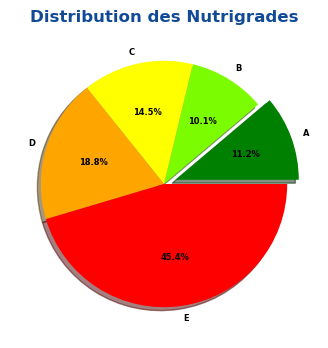 Distribution des Nutrigrades
C
B
A
D
E
14.5%
10.1%
11.2%
18.8%
45.4%